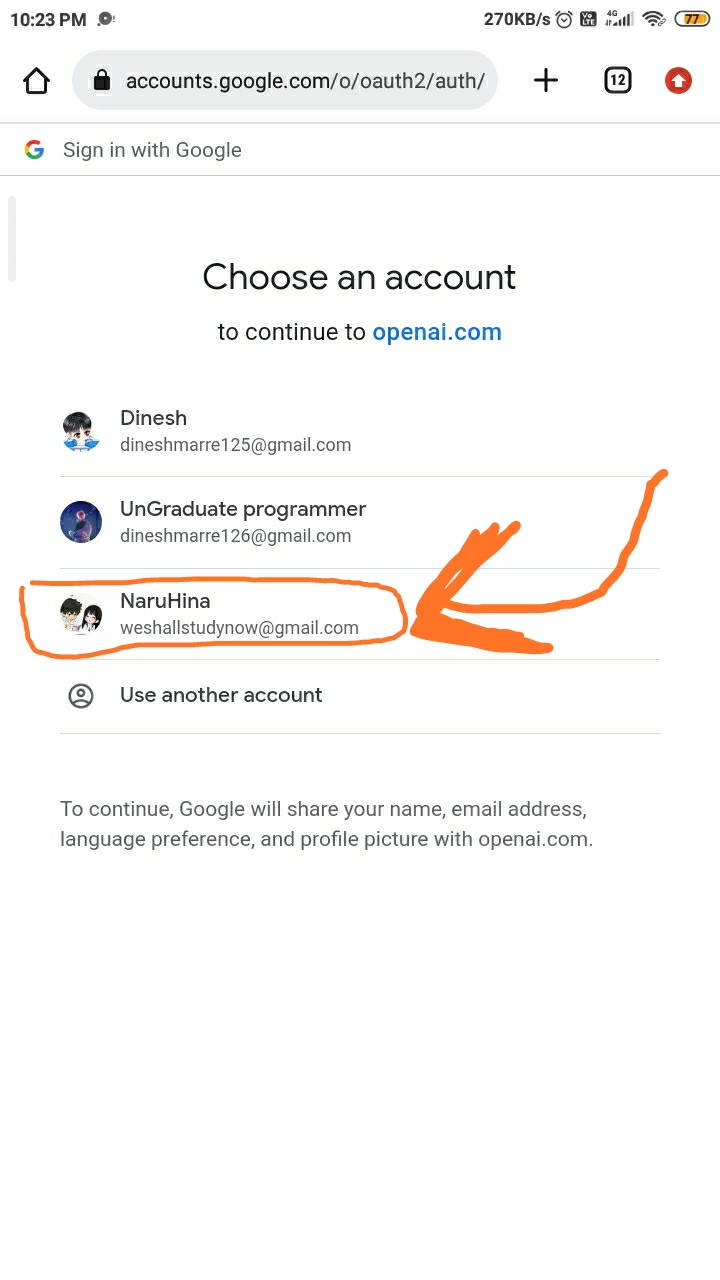 10:23 PM 270KB/s Vo LTE 4G 77
accounts.google.com/o/oauth2/auth/ 12
Sign in with Google
Choose an account
to continue to openai.com
Dinesh
dineshmarre125@gmail.com
UnGraduate programmer
dineshmarre126@gmail.com
NaruHina
weshallstudynow@gmail.com
Use another account
To continue, Google will share your name, email address,
language preference, and profile picture with openai.com.